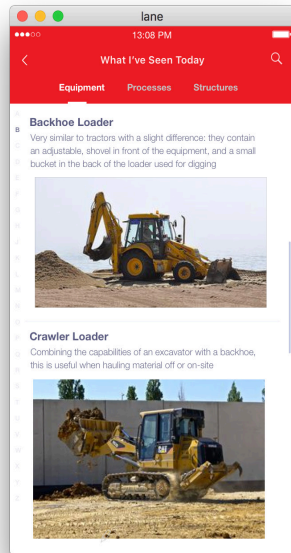 lane
13:08 PM
What I've Seen Today
Equipment
Processes
Structures
B
Backhoe Loader
Very similar to tractors with a slight difference: they contain
an adjustable, shovel in front of the equipment, and a small
bucket in the back of the loader used for digging
Crawler Loader
Combining the capabilities of an excavator with a backhoe,
this is useful when hauling material off or on-site